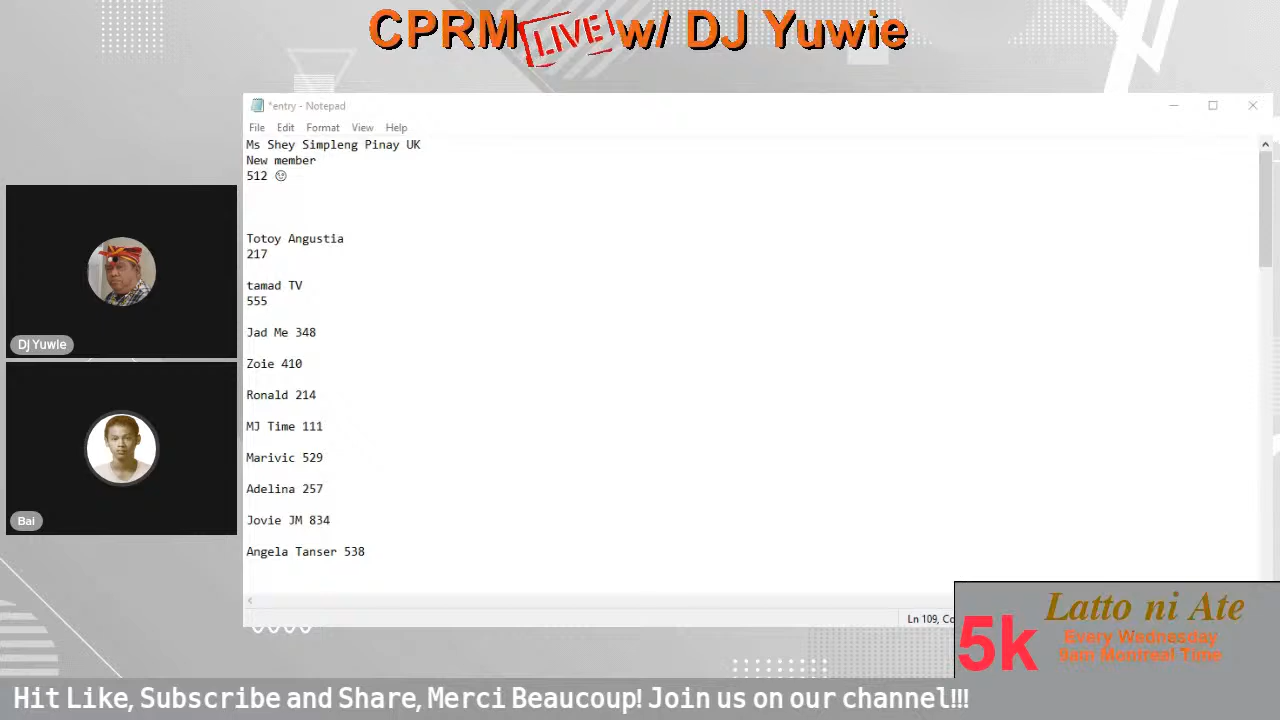 CPRM LIVE! w/ DJ Yuwie
*entry - Notepad
File Edit Format View Help
Ms Shey Simpleng Pinay UK
New member
512 ☺
Totoy Angustia
217
tamad TV
555
Jad Me 348
Zoie 410
Ronald 214
MJ Time 111
Marivic 529
Adelina 257
Jovie JM 834
Angela Tanser 538
DJ Yuwie
Bai
Ln 109, Co
5k
Latto ni Ate
Every Wednesday
9am Montreal Time
Hit Like, Subscribe and Share, Merci Beaucoup! Join us on our channel!!!